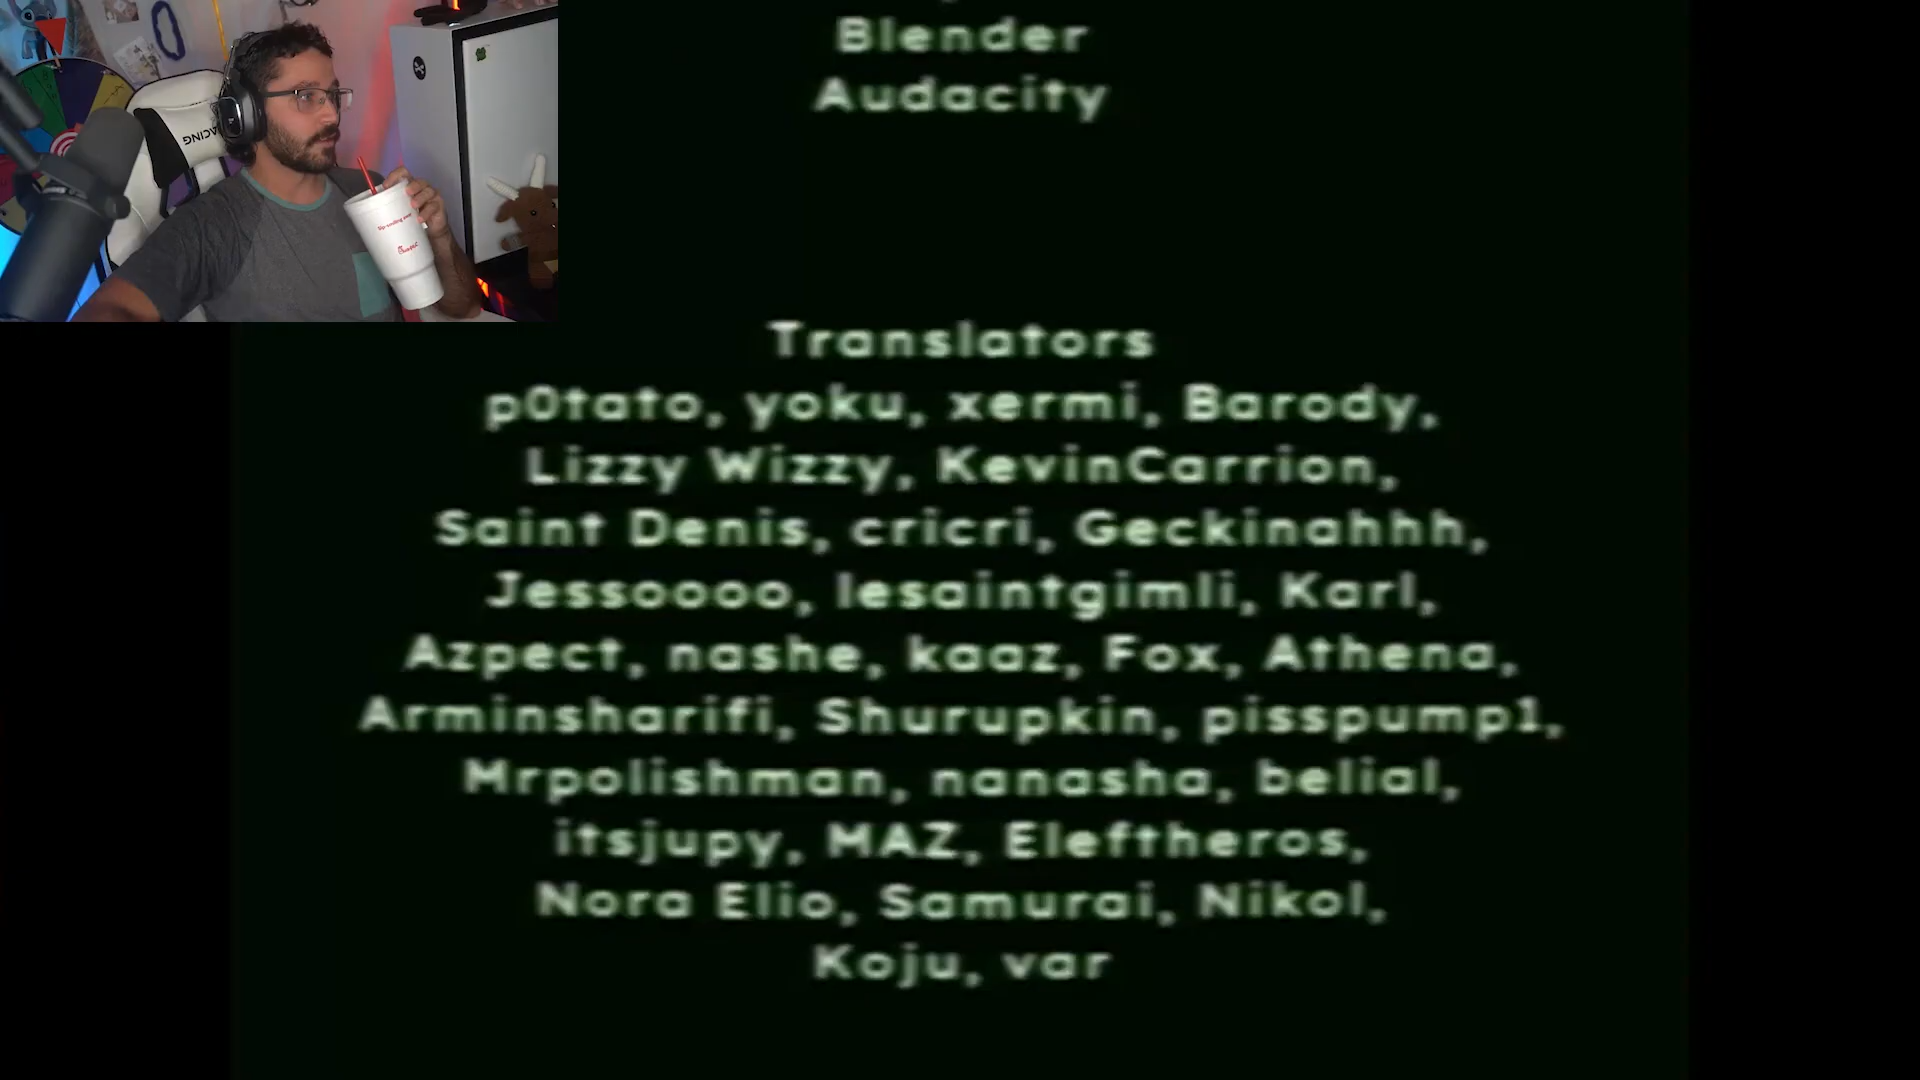 Blender
Audacity
Translators
p0tato, yoku, xermi, Barody,
Lizzy Wizzy, KevinCarrion,
Saint Denis, cricri, Geckinahhh,
Jessoooo, lesaintgimli, Karl,
Azpect, nashe, kaaz, Fox, Athena,
Arminsharifi, Shurupkin, pisspump1,
Mrpolishman, nanasha, belial,
itsjupy, MAZ, Eleftheros,
Nora Elio, Samurai, Nikol,
Koju, var
RACING